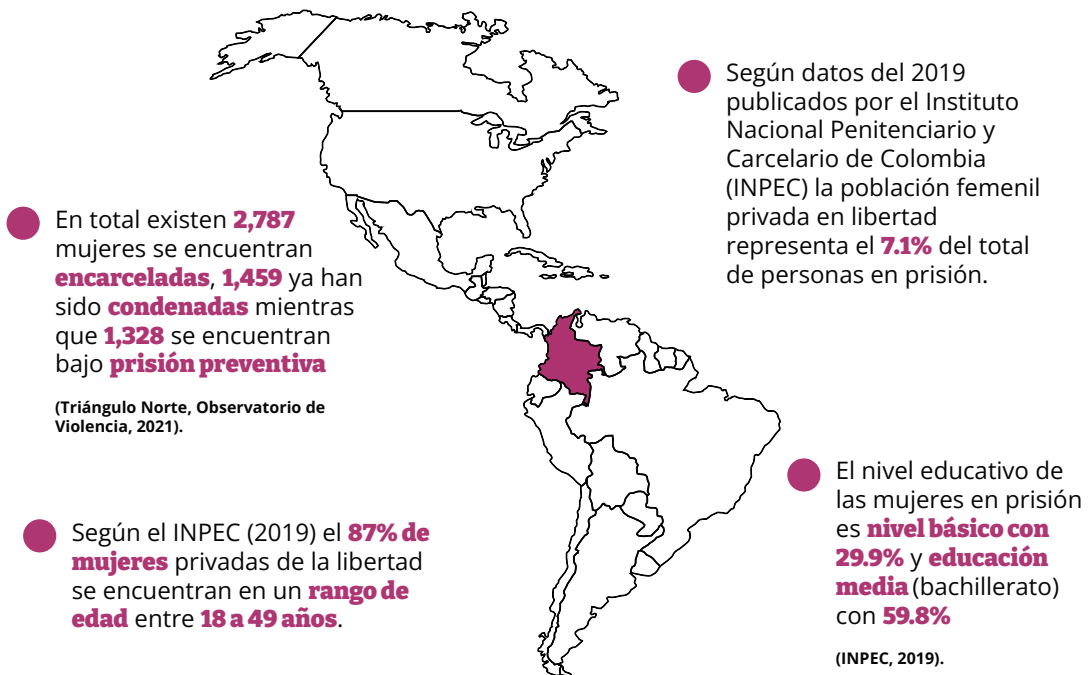 Según datos del 2019
publicados por el Instituto
Nacional Penitenciario y
Carcelario de Colombia
(INPEC) la población femenil
privada en libertad
representa el 7.1% del total
de personas en prisión.
En total existen 2,787
mujeres se encuentran
encarceladas, 1,459 ya han
sido condenadas mientras
que 1,328 se encuentran
bajo prisión preventiva
(Triángulo Norte, Observatorio de
Violencia, 2021).
El nivel educativo de
las mujeres en prisión
es nivel básico con
29.9% y educación
media (bachillerato)
con 59.8%
(INPEC, 2019).
Según el INPEC (2019) el 87% de
mujeres privadas de la libertad
se encuentran en un rango de
edad entre 18 a 49 años.